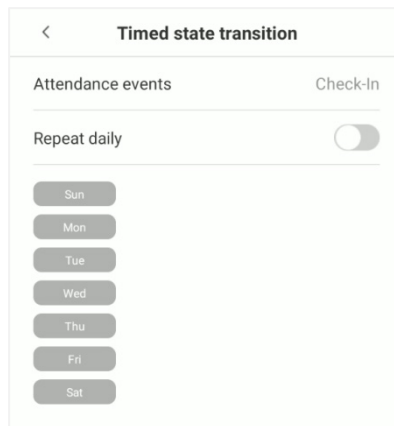 Timed state transition
Attendance events Check-In
Repeat daily
Sun
Mon
Tue
Wed
Thu
Fri
Sat